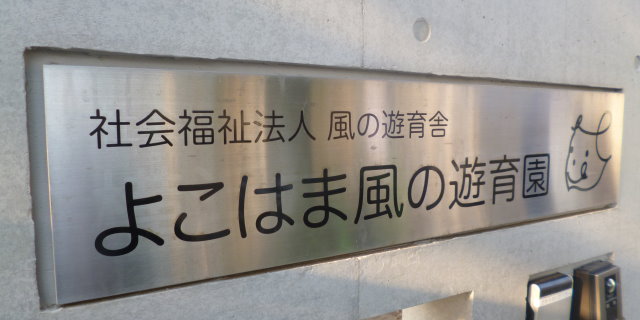 社会福祉法人 風の遊育舎
よこはま風の遊育園